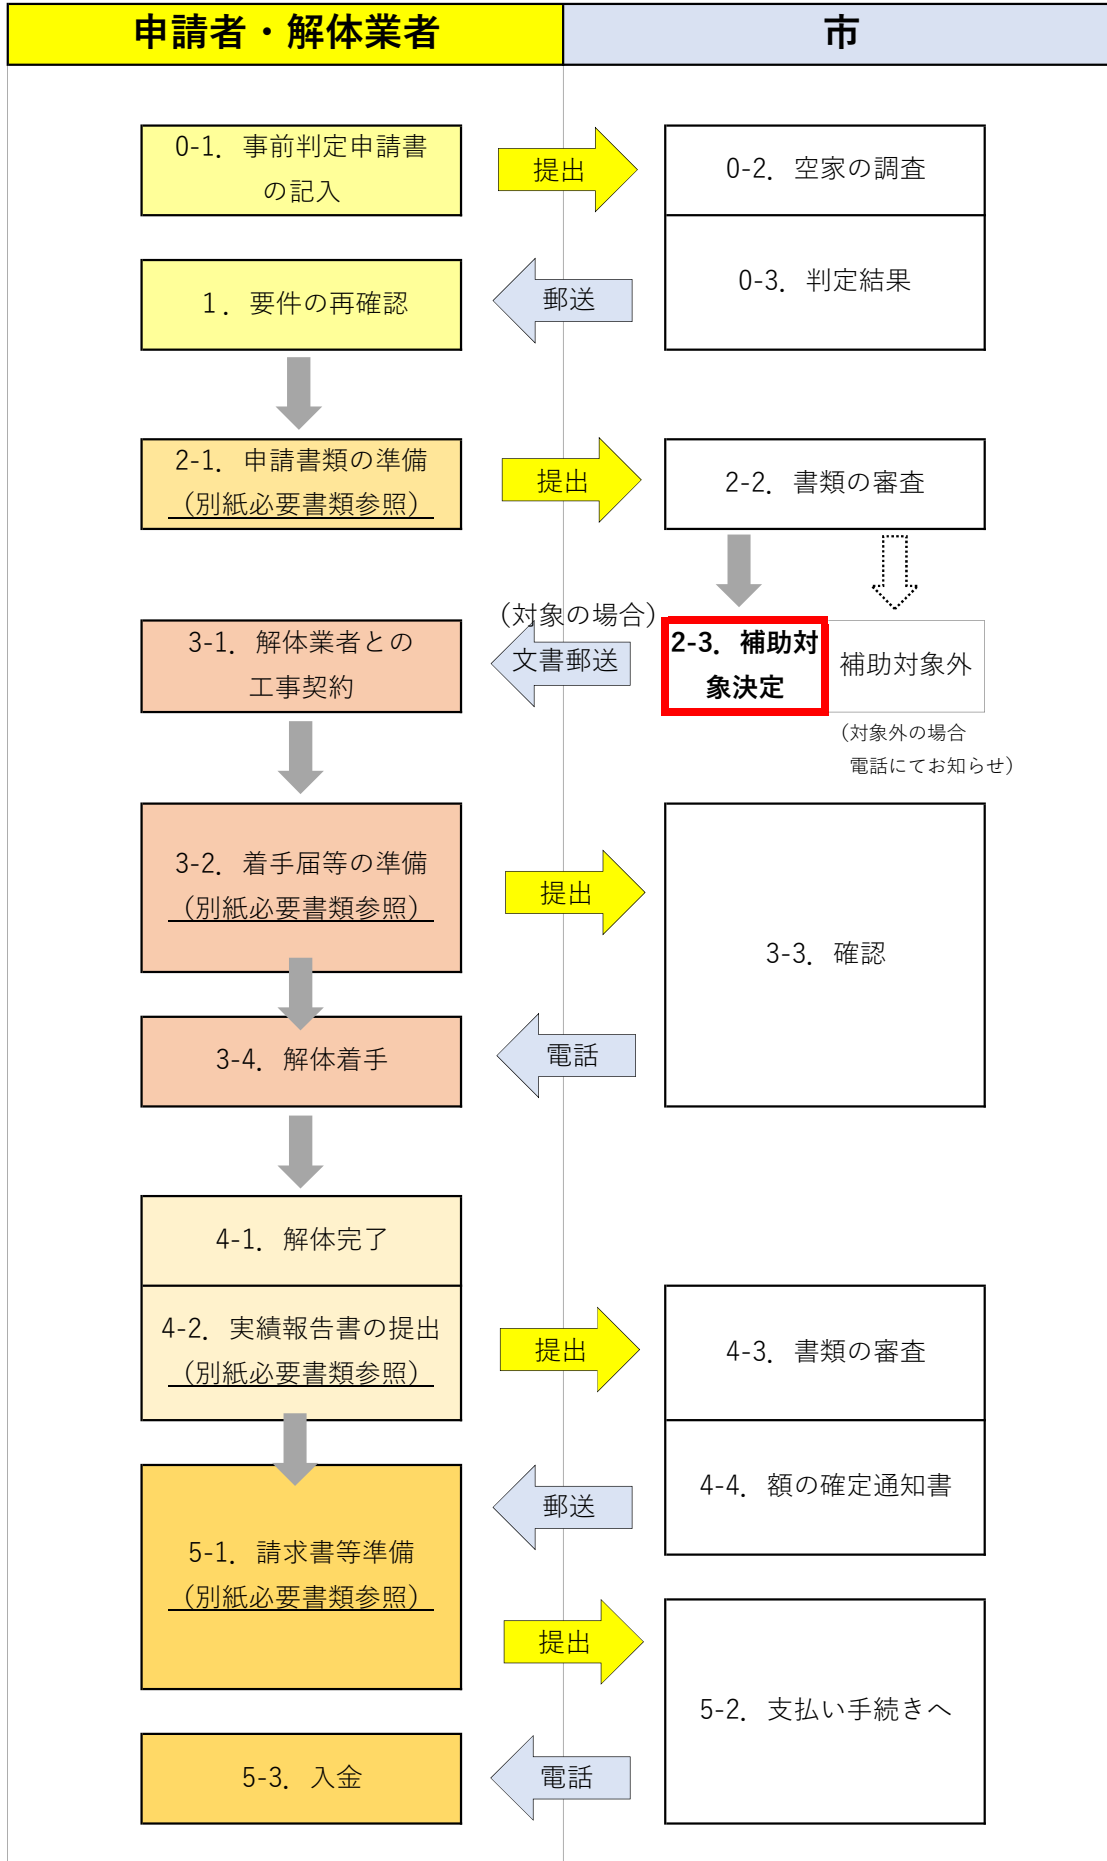 申請者・解体業者
市
0-1．事前判定申請書
の記入
提出
0-2．空家の調査
0-3．判定結果
郵送
1．要件の再確認
2-1．申請書類の準備
（別紙必要書類参照）
提出
2-2．書類の審査
（対象の場合）
文書郵送
2-3．補助対
象決定
補助対象外
（対象外の場合
電話にてお知らせ）
3-1．解体業者との
工事契約
3-2．着手届等の準備
（別紙必要書類参照）
提出
3-3．確認
電話
3-4．解体着手
4-1．解体完了
4-2．実績報告書の提出
（別紙必要書類参照）
提出
4-3．書類の審査
4-4．額の確定通知書
郵送
5-1．請求書等準備
（別紙必要書類参照）
提出
5-2．支払い手続きへ
電話
5-3．入金